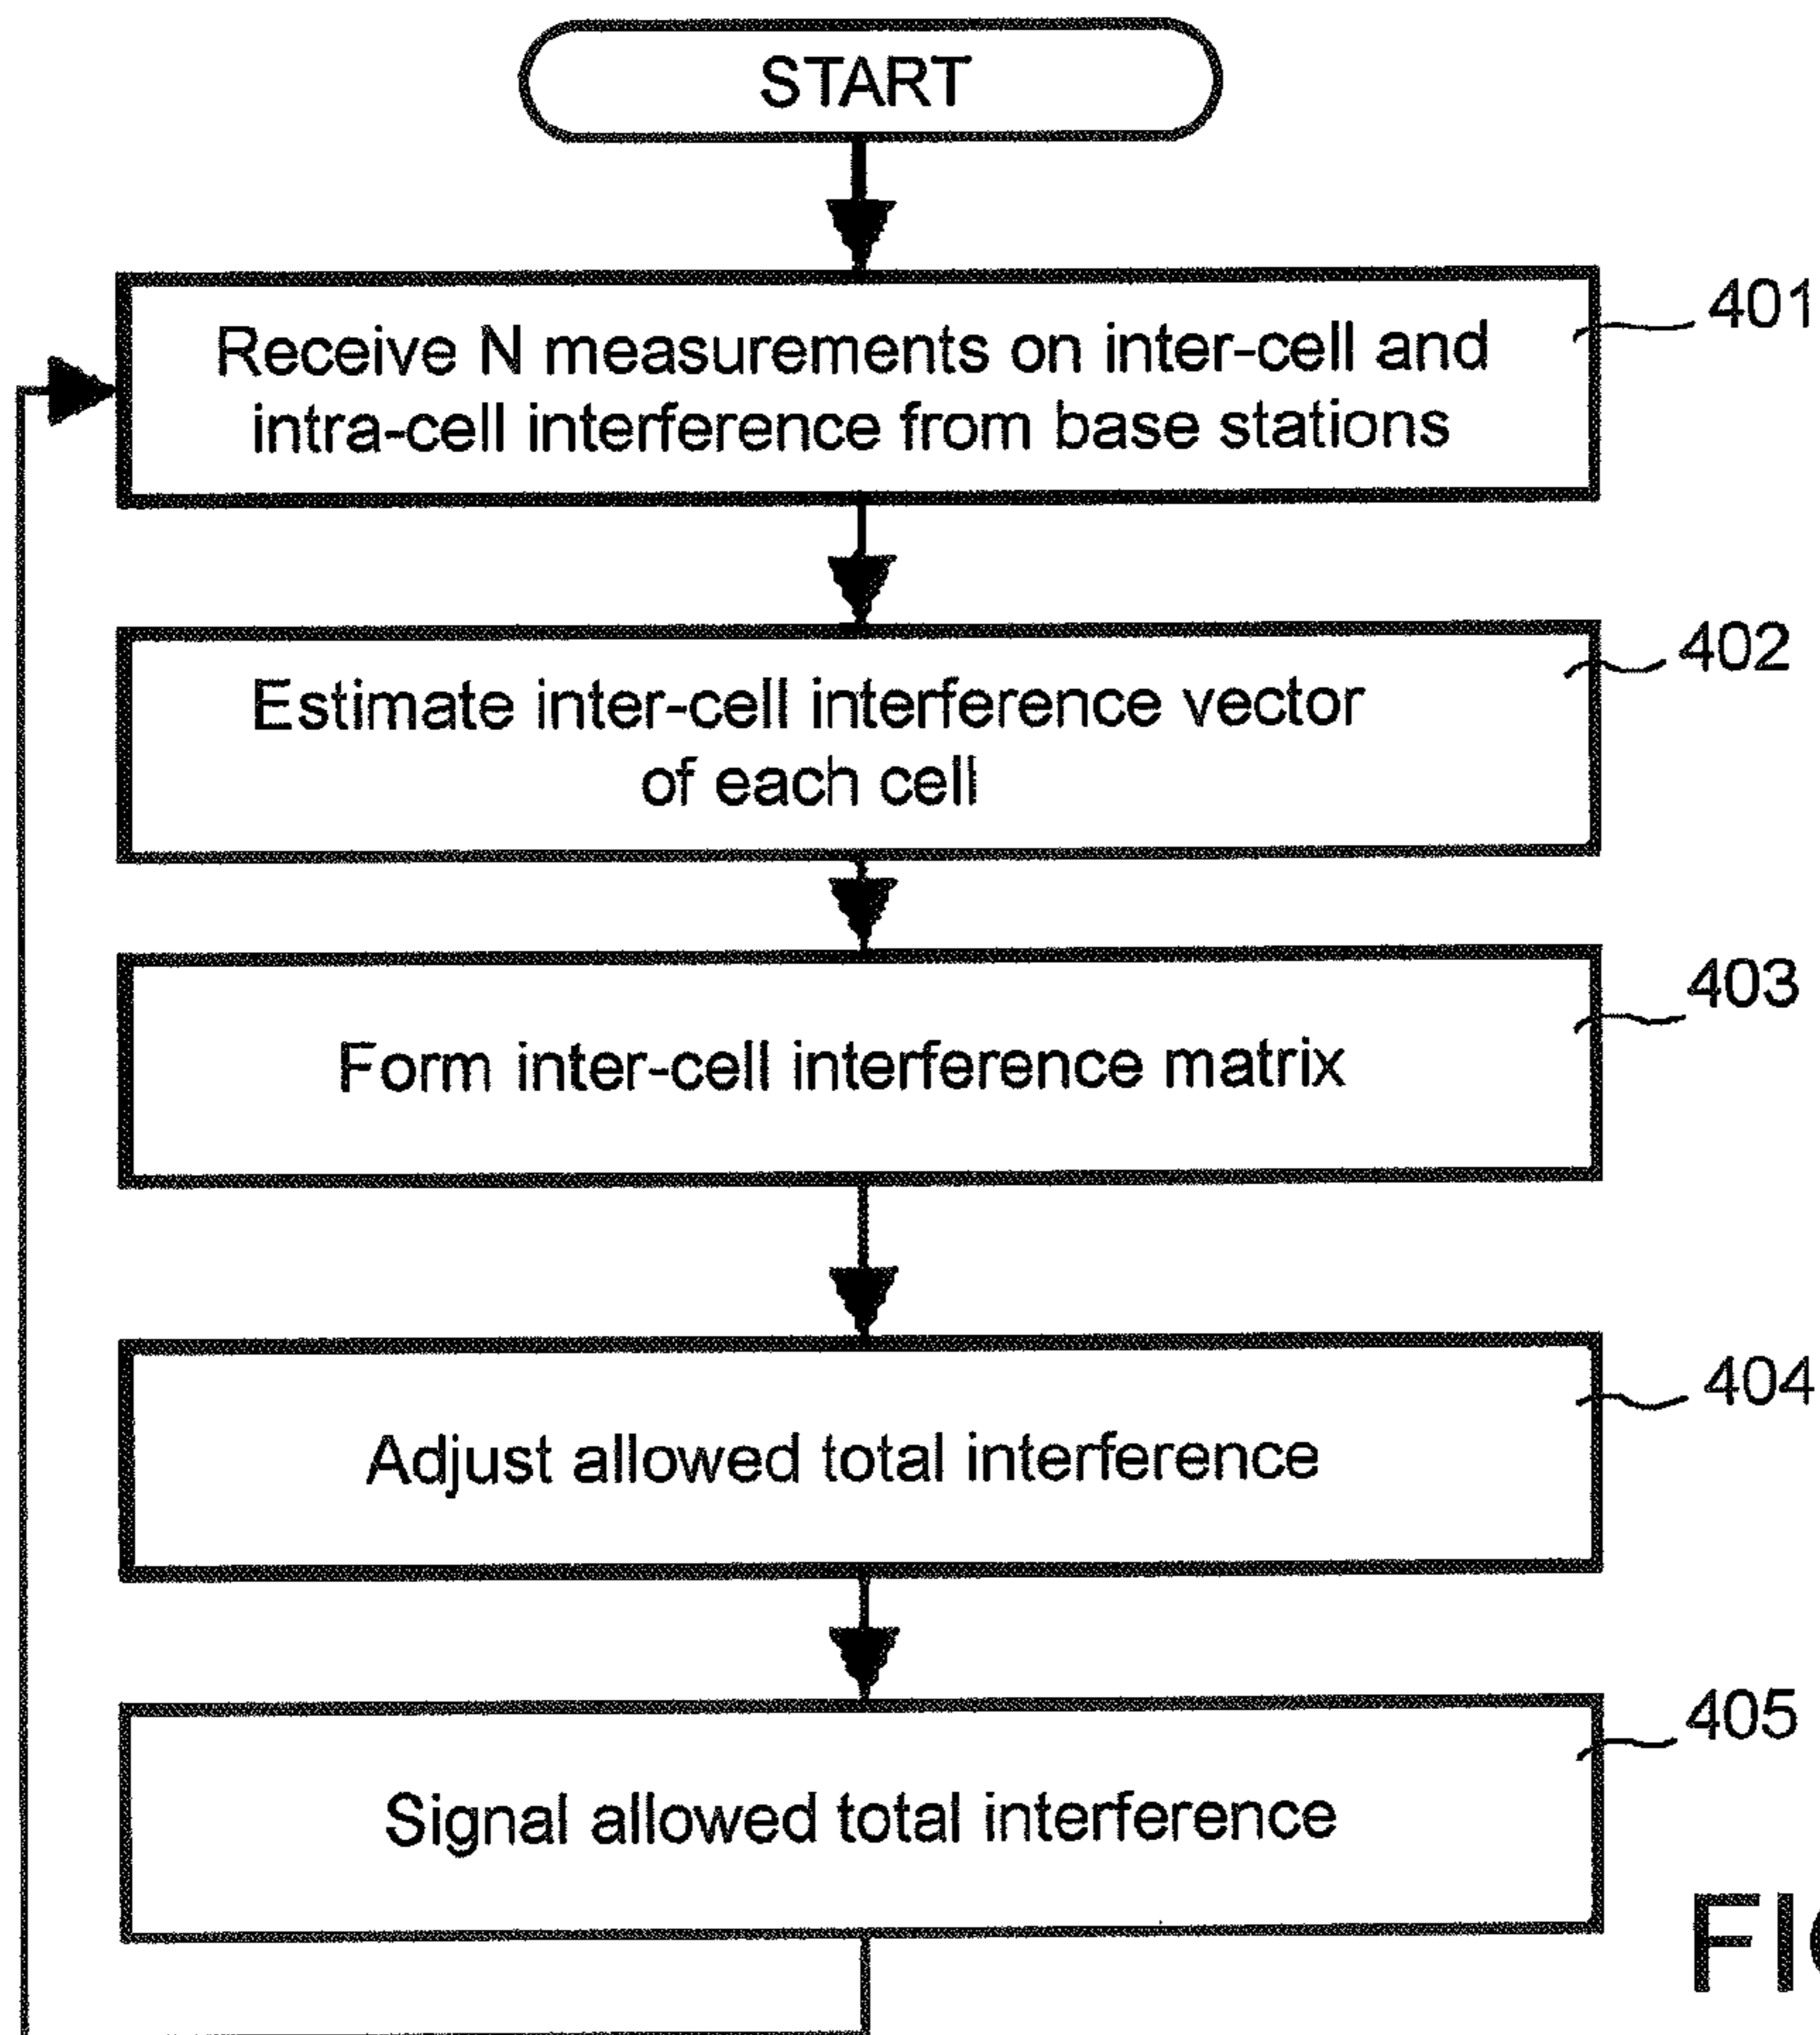 START
401
Receive N measurements on inter-cell and
intra-cell interference from base stations
402
Estimate inter-cell interference vector
of each cell
403
Form inter-cell interference matrix
404
Adjust allowed total interference
405
Signal allowed total interference